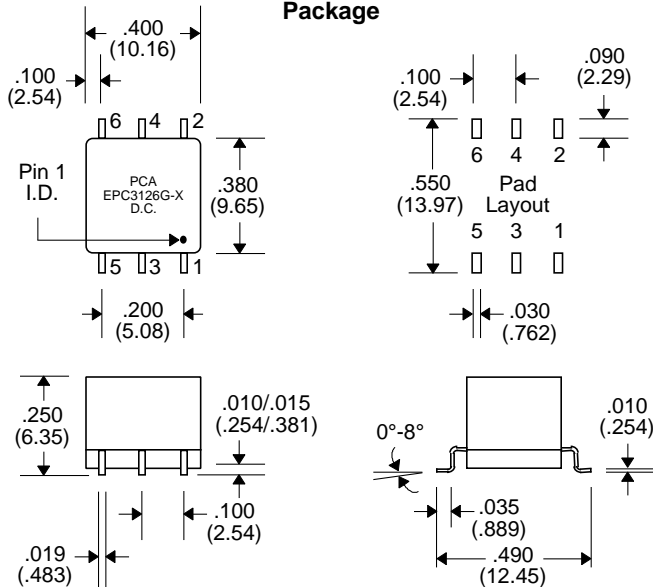 Package
.400
(10.16)
.100
(2.54)
6 4 2
Pin 1
I.D.
PCA
EPC3126G-X
D.C.
.380
(9.65)
5 3 1
.200
(5.08)
.100
(2.54)
.090
(2.29)
6 4 2
.550
(13.97)
Pad
Layout
5 3 1
.030
(.762)
.250
(6.35)
.010/.015
(.254/.381)
.100
(2.54)
.019
(.483)
0°-8°
.010
(.254)
.035
(.889)
.490
(12.45)